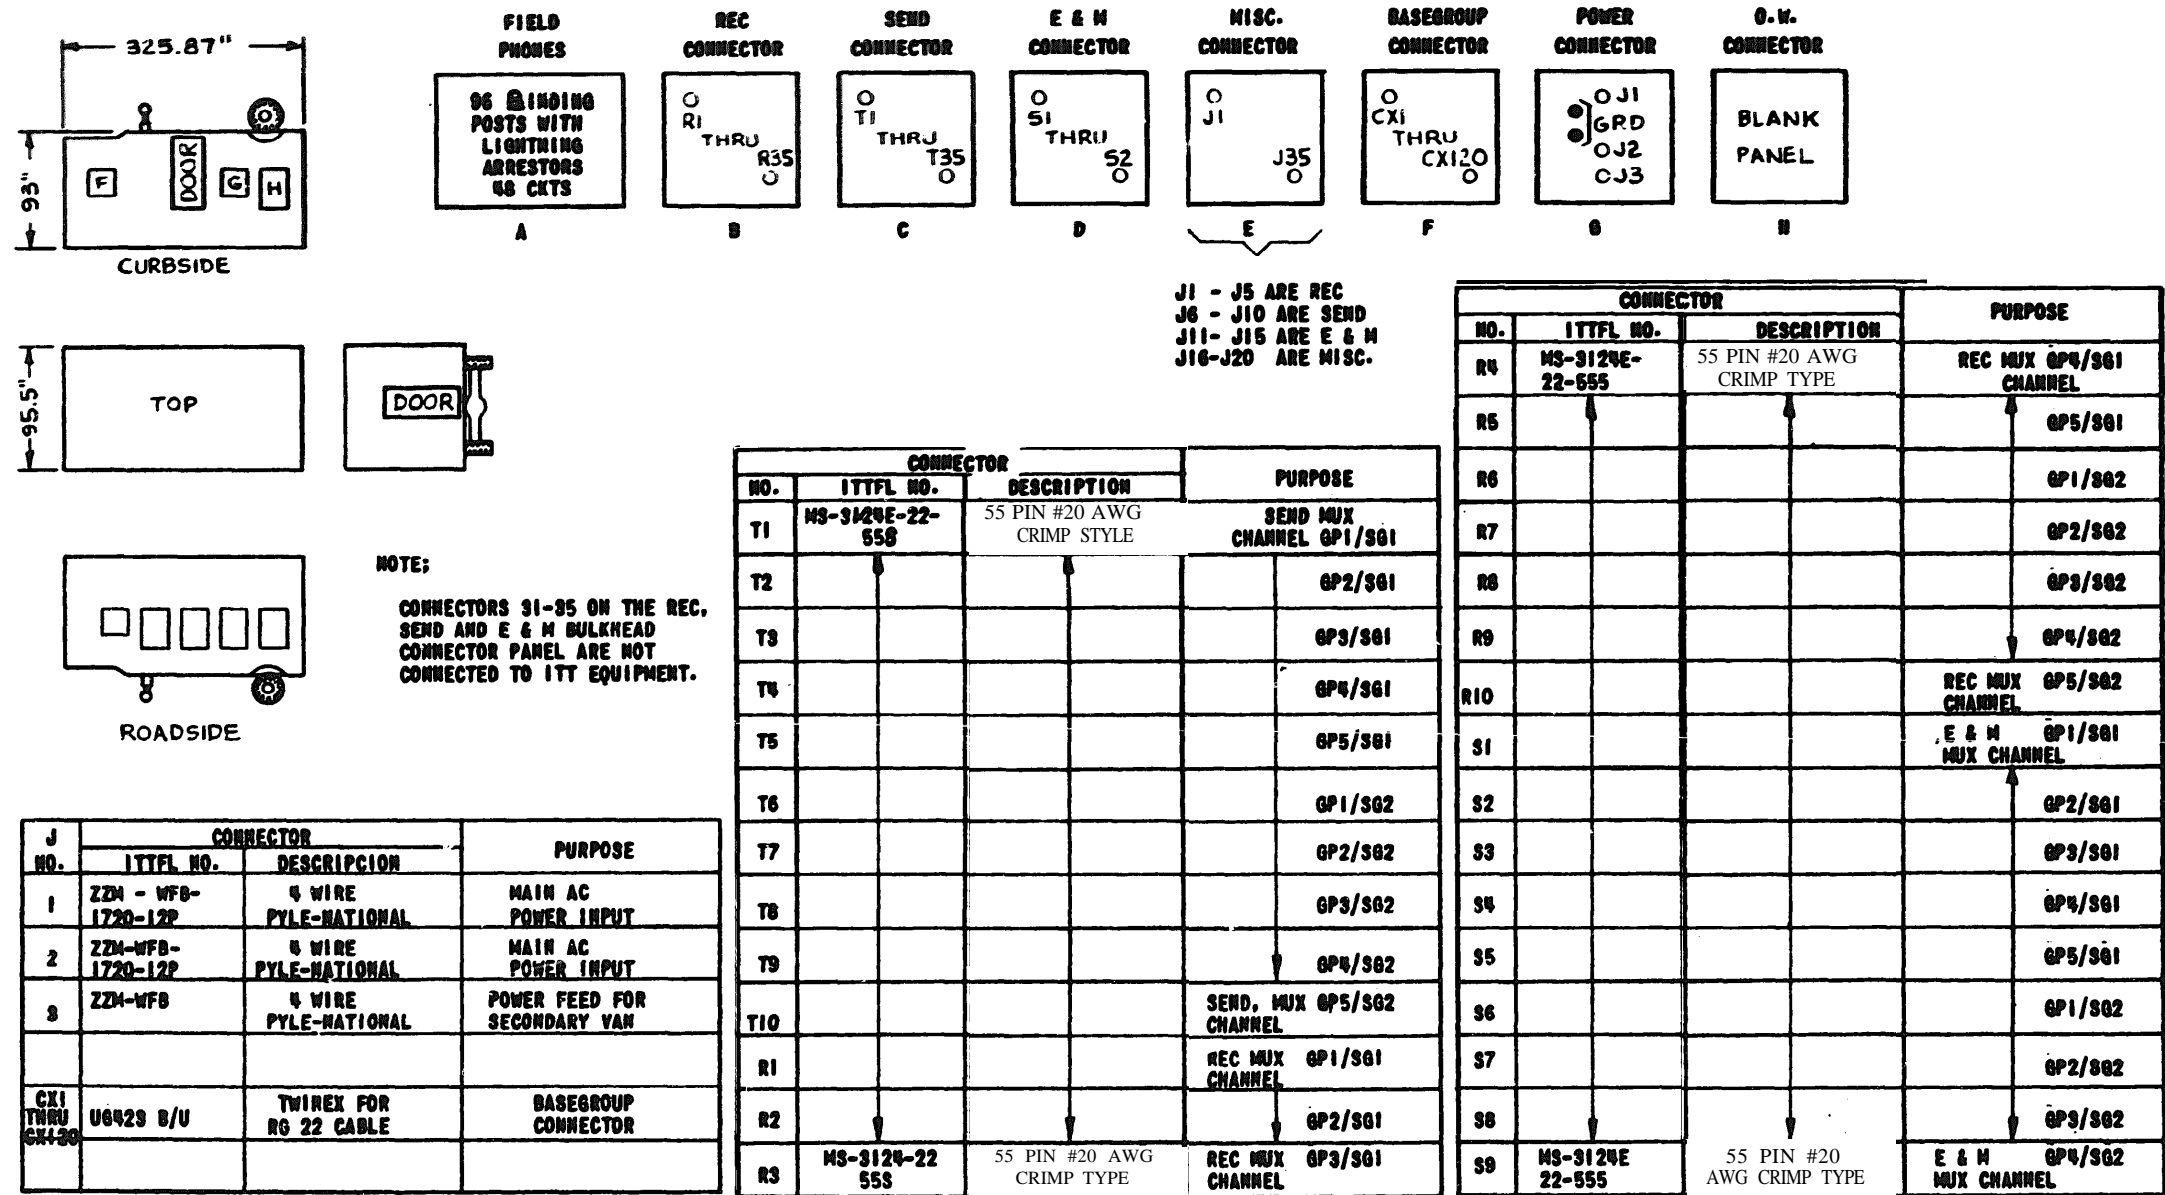 325.87"
93"
F
DOOR
G
H
CURBSIDE
FIELD
PHONES
96 BINDING
POSTS WITH
LIGHTNING
ARRESTORS
48 CKTS
A
REC
CONNECTOR
R1
THRU
R35
B
SEND
CONNECTOR
T1
THRU
T35
C
E & M
CONNECTOR
S1
THRU
S2
D
MISC.
CONNECTOR
J1
J35
E
BASEGROUP
CONNECTOR
CX1
THRU
CX120
F
POWER
CONNECTOR
J1
GRD
J2
J3
G
O.W.
CONNECTOR
BLANK
PANEL
H
J1 - J5 ARE REC
J6 - J10 ARE SEND
J11- J15 ARE E & M
J16-J20 ARE MISC.
95.5"
TOP
DOOR
ROADSIDE
NOTE;
CONNECTORS 31-35 ON THE REC,
SEND AND E & M BULKHEAD
CONNECTOR PANEL ARE NOT
CONNECTED TO ITT EQUIPMENT.
J
NO.
CONNECTOR
ITTFL NO.
DESCRIPCION
PURPOSE
1
ZZM - WFB-
1720-12P
4 WIRE
PYLE-NATIONAL
MAIN AC
POWER INPUT
2
ZZM-WFB-
1720-12P
4 WIRE
PYLE-NATIONAL
MAIN AC
POWER INPUT
3
ZZM-WFB
4 WIRE
PYLE-NATIONAL
POWER FEED FOR
SECONDARY VAN
CX1
THRU
CX120
UG423 B/U
TWINEX FOR
RG 22 CABLE
BASEGROUP
CONNECTOR
CONNECTOR
PURPOSE
NO.
ITTFL NO.
DESCRIPTION
T1
MS-3124E-22-
55S
55 PIN #20 AWG
CRIMP STYLE
SEND MUX
CHANNEL GP1/SG1
T2
GP2/SG1
T3
GP3/SG1
T4
GP4/SG1
T5
GP5/SG1
T6
GP1/SG2
T7
GP2/SG2
T8
GP3/SG2
T9
GP4/SG2
T10
SEND, MUX GP5/SG2
CHANNEL
R1
REC MUX GP1/SG1
CHANNEL
R2
GP2/SG1
R3
MS-3124-22
55S
55 PIN #20 AWG
CRIMP TYPE
REC MUX GP3/SG1
CHANNEL
CONNECTOR
PURPOSE
NO.
ITTFL NO.
DESCRIPTION
R4
MS-3124E-
22-555
55 PIN #20 AWG
CRIMP TYPE
REC MUX GP4/SG1
CHANNEL
R5
GP5/SG1
R6
GP1/SG2
R7
GP2/SG2
R8
GP3/SG2
R9
GP4/SG2
R10
REC MUX GP5/SG2
CHANNEL
S1
E & M GP1/SG1
MUX CHANNEL
S2
GP2/SG1
S3
GP3/SG1
S4
GP4/SG1
S5
GP5/SG1
S6
GP1/SG2
S7
GP2/SG2
S8
GP3/SG2
S9
MS-3124E
22-555
55 PIN #20
AWG CRIMP TYPE
E & M GP4/SG2
MUX CHANNEL